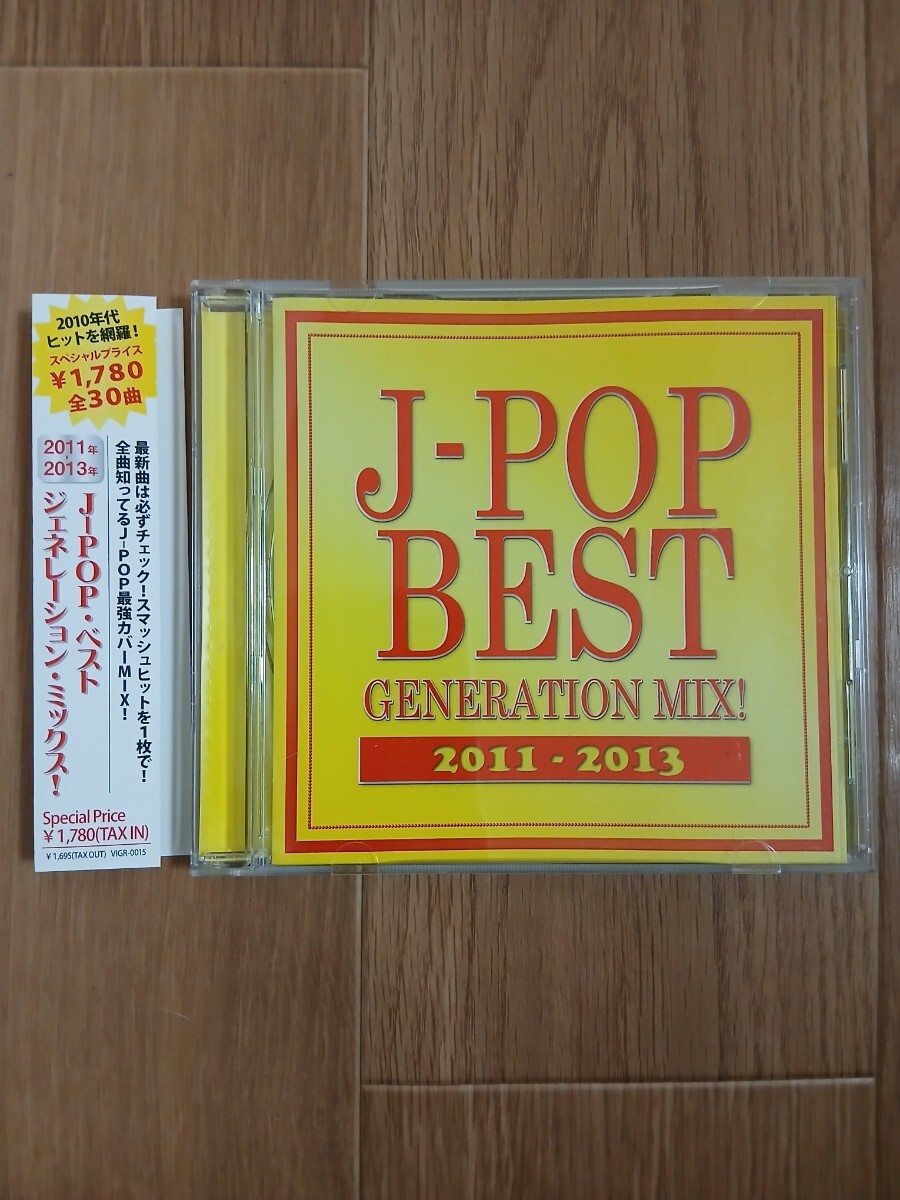 2010年代
ヒットを網羅!
スペシャルプライス
¥1,780
全30曲
最新曲は必ずチェック!スマッシュヒットを1枚で!
全曲知ってるJ-POP最強カバーMIX!
2011年
2013年
J-POP・ベスト
ジェネレーション・ミックス!
Special Price
¥1,780(TAX IN)
¥1,695(TAX OUT) VIGR-0015
J-POP
BEST
GENERATION MIX!
2011 - 2013